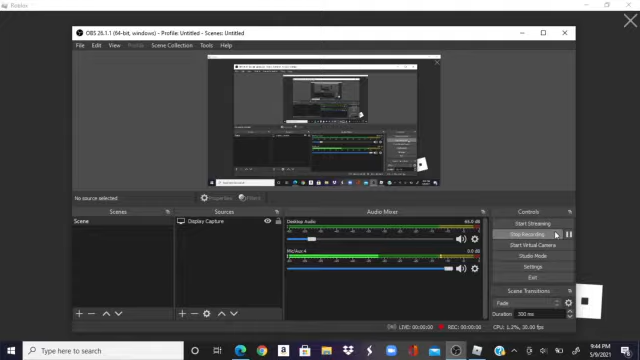 Roblox
OBS 26.1.1 (64-bit, windows) - Profile: Untitled - Scenes: Untitled
File Edit View Profile Scene Collection Tools Help
No source selected Properties Filters
Scenes Sources Audio Mixer Controls
Scene
Display Capture
Desktop Audio 
Mic/Aux 4 0.0 dB
Start Streaming
Stop Recording
Start Virtual Camera
Studio Mode
Settings
Exit
Scene Transitions
Fade
Duration 300 ms
LIVE: 00:00:00 REC: 00:00:00 CPU: 1.2%, 30.00 fps
Type here to search
9:44 PM
5/9/2021